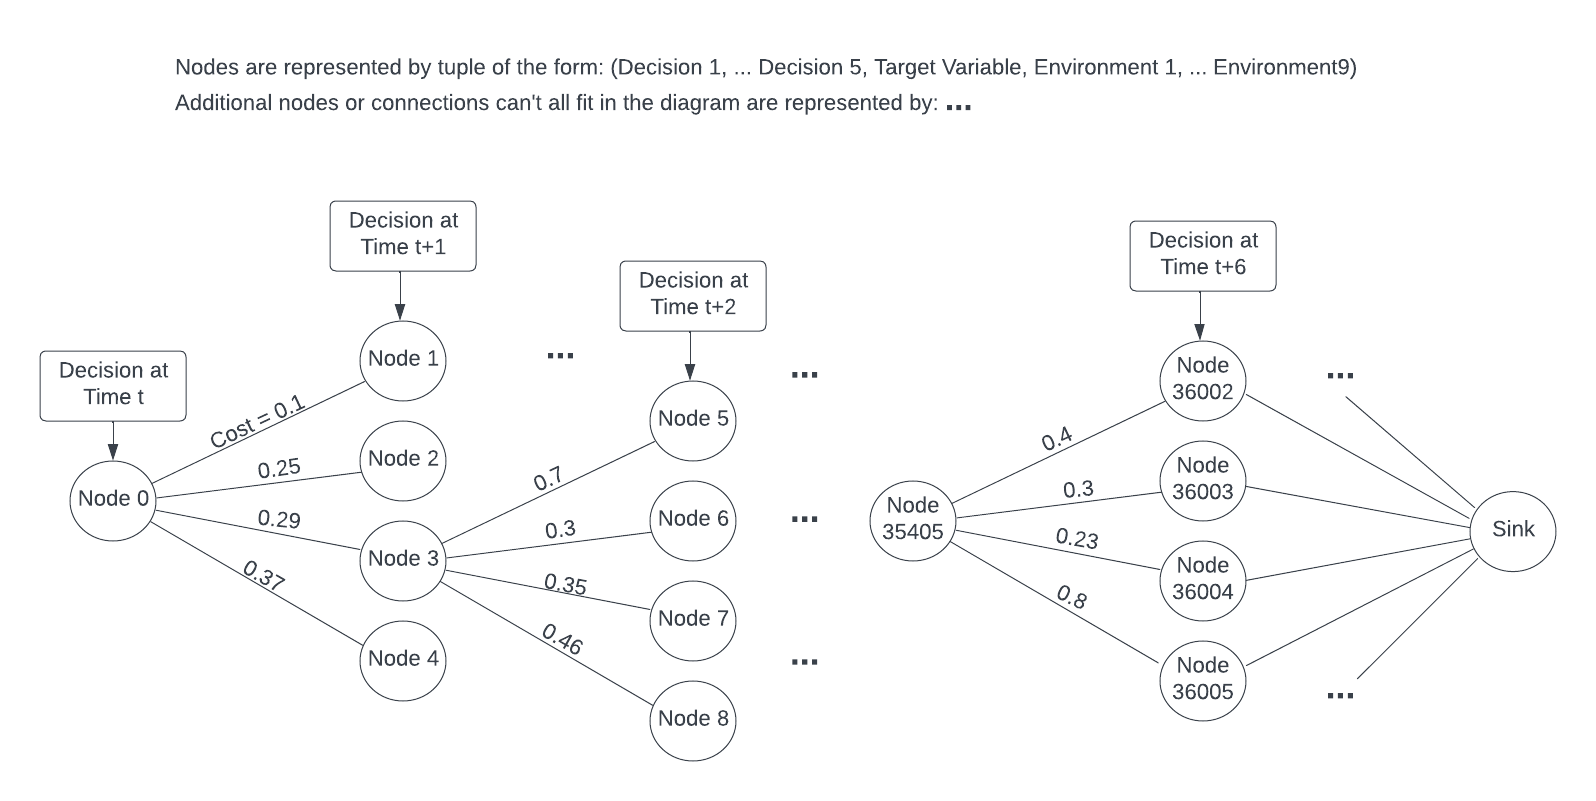 Nodes are represented by tuple of the form: (Decision 1, ... Decision 5, Target Variable, Environment 1, ... Environment9)
Additional nodes or connections can't all fit in the diagram are represented by: ...
Decision at
Time t
Node 0
Cost = 0.1
0.25
0.29
0.37
Decision at
Time t+1
Node 1
Node 2
Node 3
Node 4
...
0.7
0.3
0.35
0.46
Decision at
Time t+2
Node 5
Node 6
Node 7
Node 8
...
...
...
Node
35405
0.4
0.3
0.23
0.8
Decision at
Time t+6
Node
36002
Node
36003
Node
36004
Node
36005
...
...
Sink